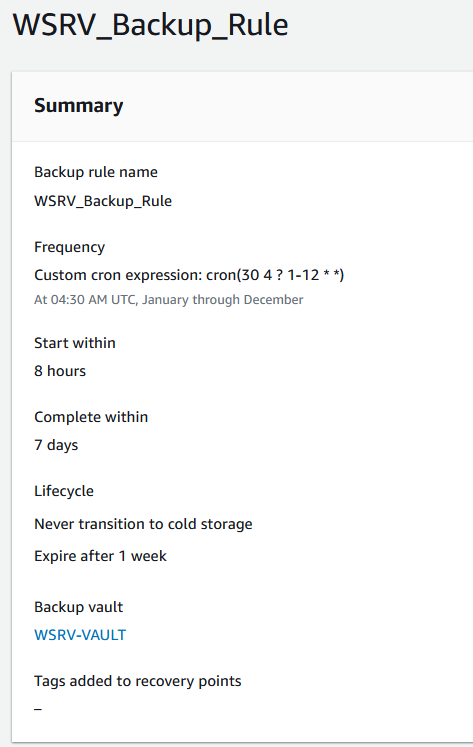 WSRV_Backup_Rule
Summary
Backup rule name
WSRV_Backup_Rule
Frequency
Custom cron expression: cron(30 4 ? 1-12 * *)
At 04:30 AM UTC, January through December
Start within
8 hours
Complete within
7 days
Lifecycle
Never transition to cold storage
Expire after 1 week
Backup vault
WSRV-VAULT
Tags added to recovery points
–